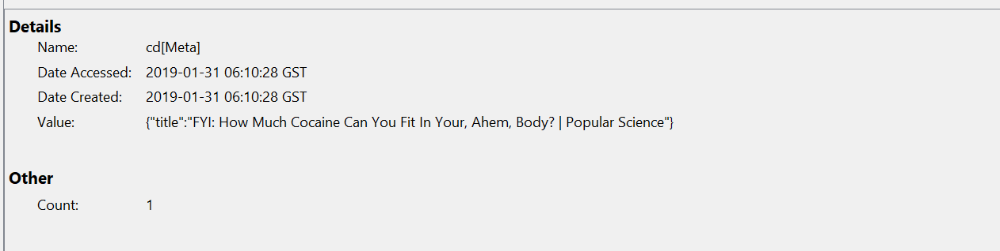 Details
Name: cd[Meta]
Date Accessed: 2019-01-31 06:10:28 GST
Date Created: 2019-01-31 06:10:28 GST
Value: {"title":"FYI: How Much Cocaine Can You Fit In Your, Ahem, Body? | Popular Science"}
Other
Count: 1